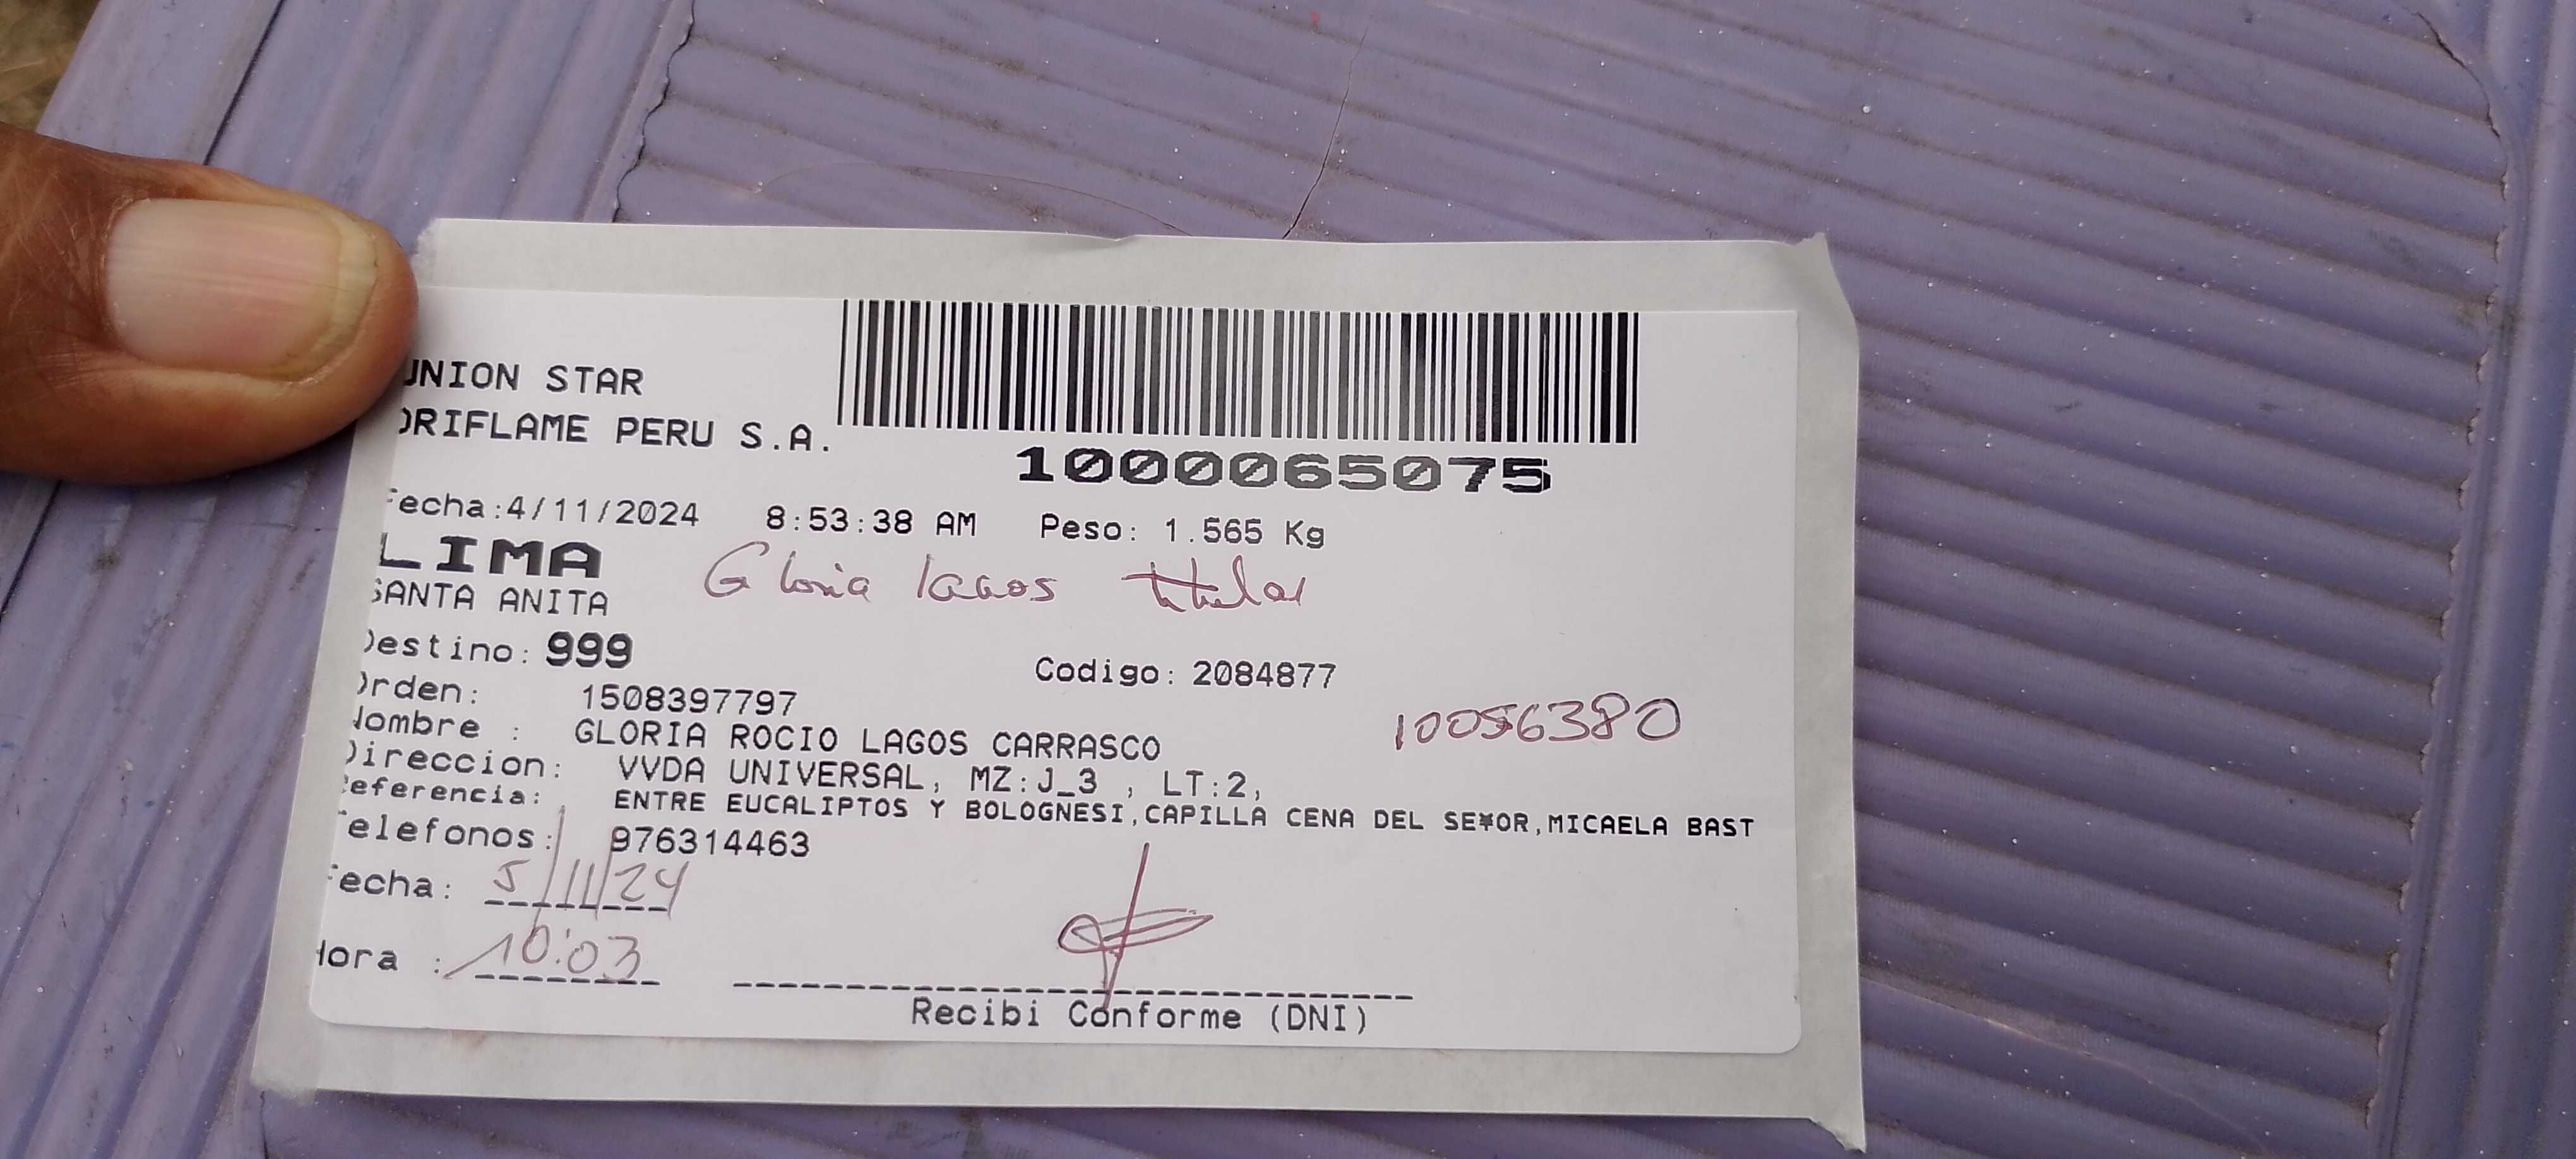 UNION STAR
ORIFLAME PERU S.A.
1000065075
Fecha:4/11/2024 8:53:38 AM Peso: 1.565 Kg
LIMA
Gloria lagos titular
SANTA ANITA
Destino: 999
Codigo: 2084877
Orden: 1508397797
10056380
Nombre : GLORIA ROCIO LAGOS CARRASCO
Direccion: VVDA UNIVERSAL, MZ:J_3 , LT:2,
Referencia: ENTRE EUCALIPTOS Y BOLOGNESI,CAPILLA CENA DEL SE¥OR,MICAELA BAST
Telefonos: 976314463
Fecha: 5/11/24
Hora : 10:03
Recibi Conforme (DNI)